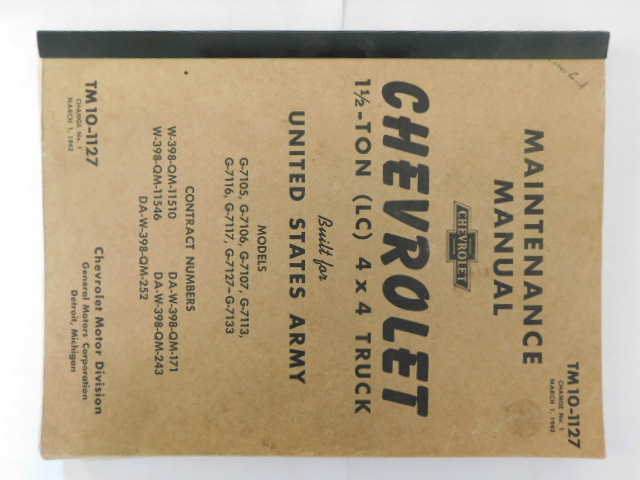 TM 10-1127
CHANGE No. 1
MARCH 1, 1942
MAINTENANCE
MANUAL
CHEVROLET
CHEVROLET
1½-TON (LC) 4 x 4 TRUCK
Built for
UNITED STATES ARMY
MODELS
G-7105, G-7106, G-7107, G-7113,
G-7116, G-7117, G-7127-G-7133
CONTRACT NUMBERS
W-398-QM-11510 DA-W-398-QM-171
W-398-QM-11546 DA-W-398-QM-243
DA-W-398-QM-252
TM 10-1127
CHANGE No. 1
MARCH 1, 1942
Chevrolet Motor Division
General Motors Corporation
Detroit, Michigan